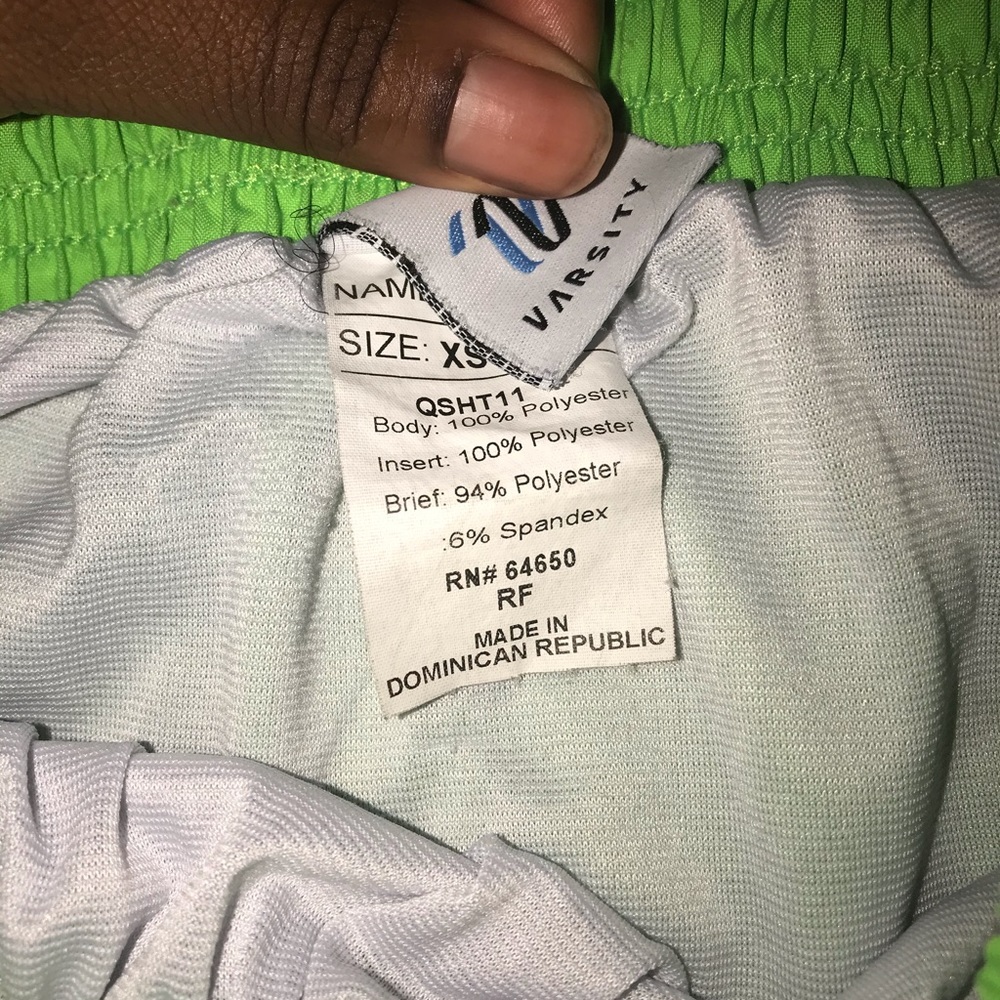 VARSITY
NAM
SIZE: XS
QSHT11
Body: 100% Polyester
Insert: 100% Polyester
Brief: 94% Polyester
:6% Spandex
RN# 64650
RF
MADE IN
DOMINICAN REPUBLIC